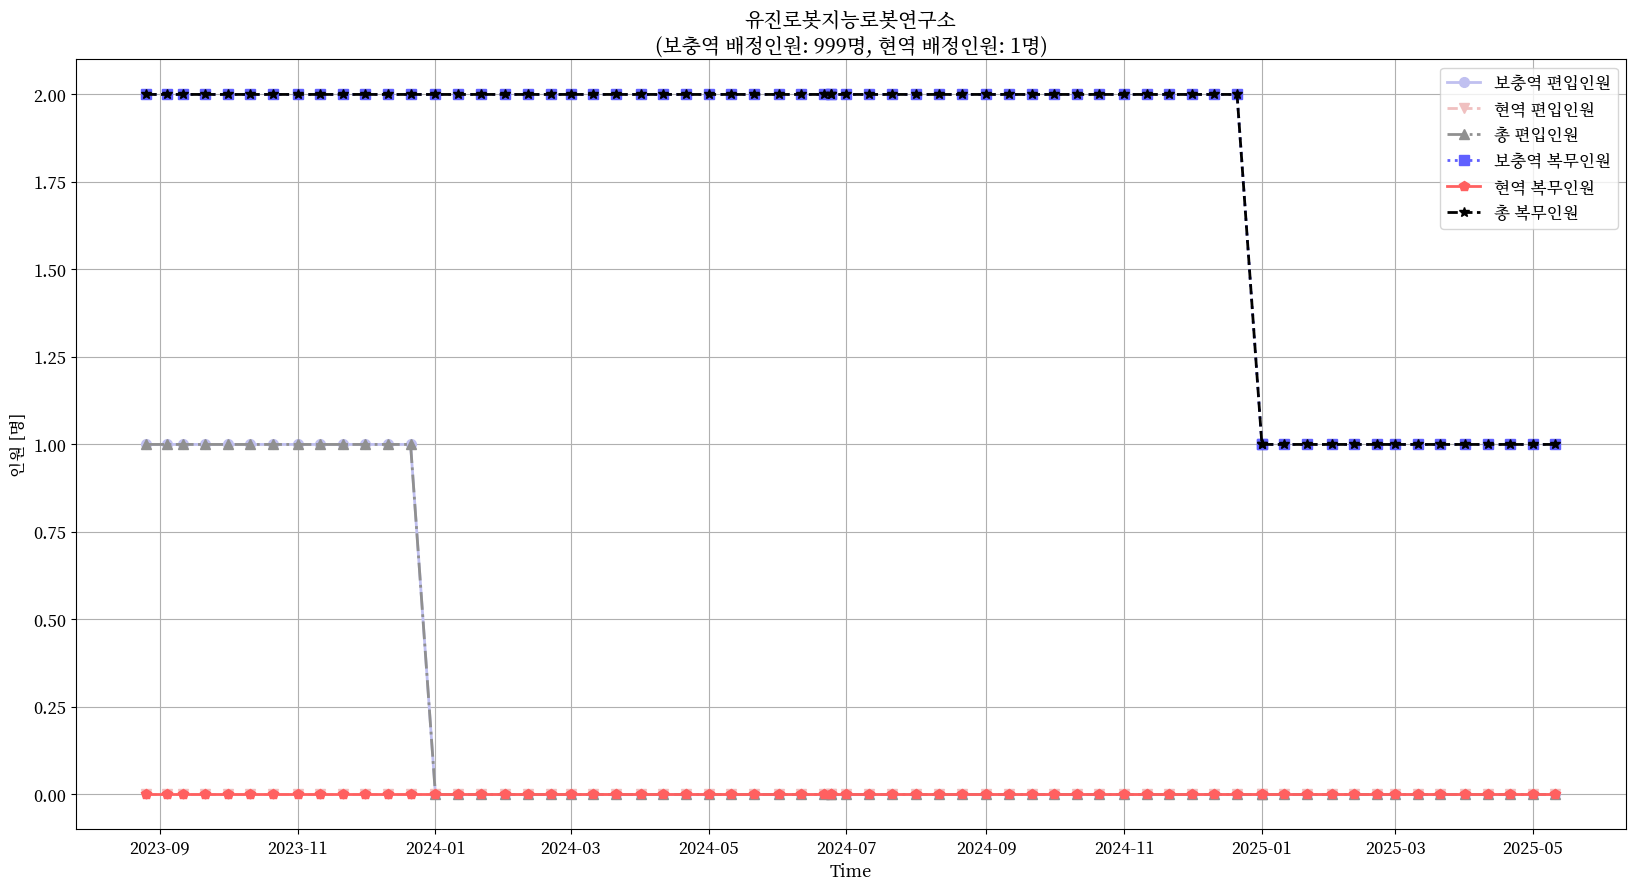 유진로봇지능로봇연구소
(보충역 배정인원: 999명, 현역 배정인원: 1명)
보충역 편입인원
현역 편입인원
총 편입인원
보충역 복무인원
현역 복무인원
총 복무인원
2.00
1.75
1.50
1.25
1.00
0.75
0.50
0.25
0.00
인원 [명]
2023-09
2023-11
2024-01
2024-03
2024-05
2024-07
2024-09
2024-11
2025-01
2025-03
2025-05
Time